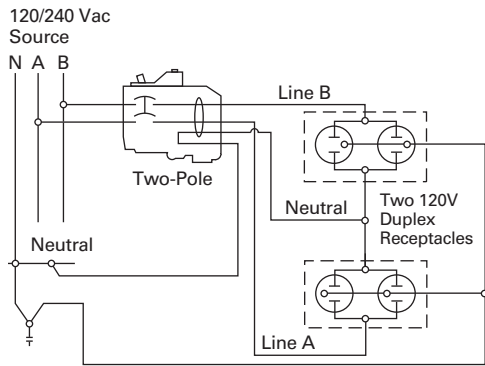 120/240 Vac
Source
N A B
Line B
Two-Pole
Neutral
Two 120V
Duplex
Receptacles
Neutral
Line A